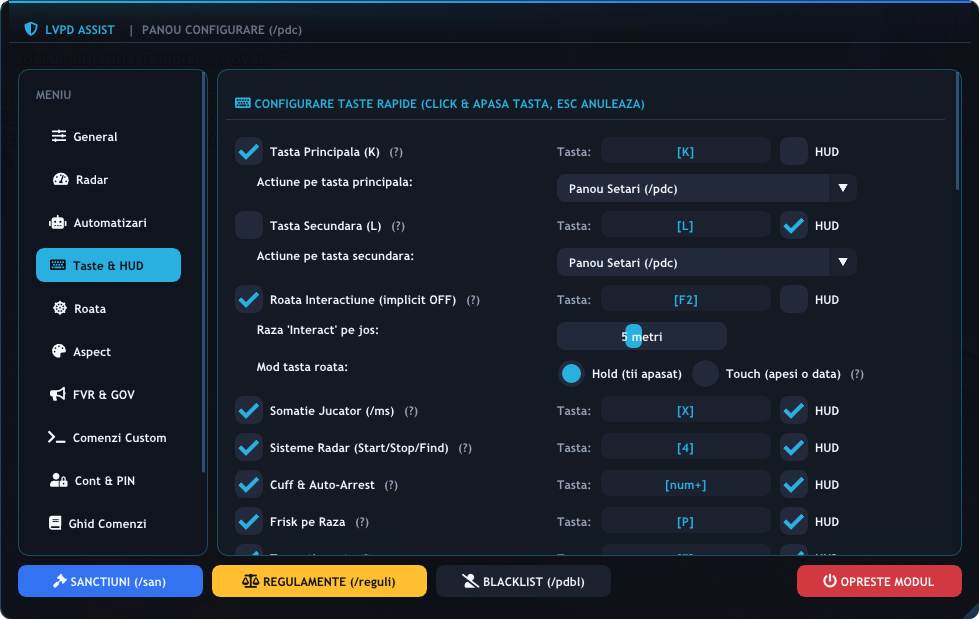 LVPD ASSIST | PANOU CONFIGURARE (/pdc)
MENIU
General
Radar
Automatizari
Taste & HUD
Roata
Aspect
FVR & GOV
Comenzi Custom
Cont & PIN
Ghid Comenzi
CONFIGURARE TASTE RAPIDE (CLICK & APASA TASTA, ESC ANULEAZA)
Tasta Principala (K) (?) Tasta: [K] HUD
Actiune pe tasta principala: Panou Setari (/pdc)
Tasta Secundara (L) (?) Tasta: [L] HUD
Actiune pe tasta secundara: Panou Setari (/pdc)
Roata Interactiune (implicit OFF) (?) Tasta: [F2] HUD
Raza 'Interact' pe jos: 5 metri
Mod tasta roata: Hold (tii apasat) Touch (apesi o data) (?)
Somatie Jucator (/ms) (?) Tasta: [X] HUD
Sisteme Radar (Start/Stop/Find) (?) Tasta: [4] HUD
Cuff & Auto-Arrest (?) Tasta: [num+] HUD
Frisk pe Raza (?) Tasta: [P] HUD
SANCTIUNI (/san) REGULAMENTE (/reguli) BLACKLIST (/pdbl) OPRESTE MODUL